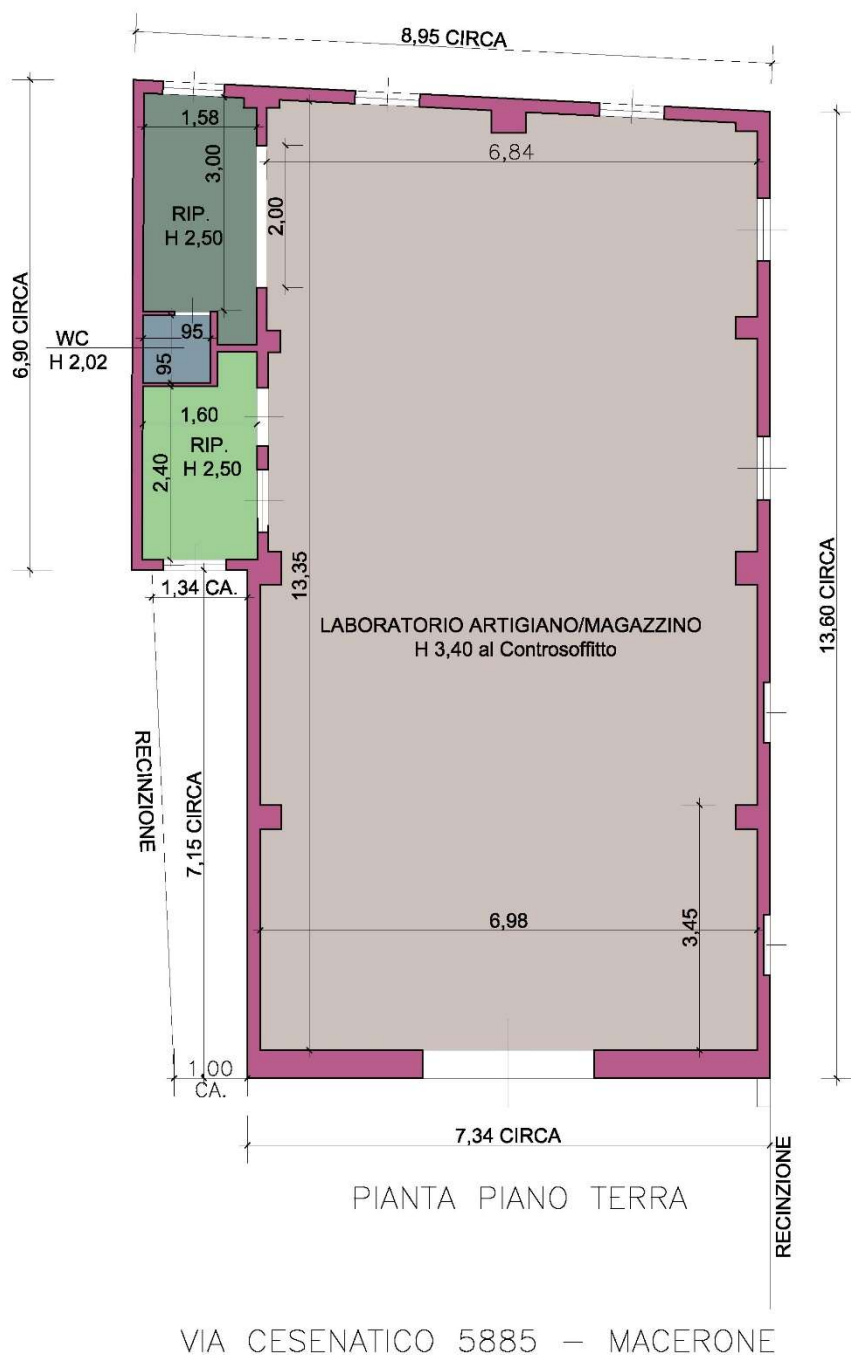 8,95 CIRCA
1,58
3,00
6,84
2,00
RIP.
H 2,50
6,90 CIRCA
WC
H 2,02
95
95
1,60
RIP.
H 2,50
2,40
13,35
1,34 CA.
LABORATORIO ARTIGIANO/MAGAZZINO
H 3,40 al Controsoffitto
13,60 CIRCA
RECINZIONE
7,15 CIRCA
6,98
3,45
1,00
CA.
7,34 CIRCA
RECINZIONE
PIANTA PIANO TERRA
VIA CESENATICO 5885 – MACERONE